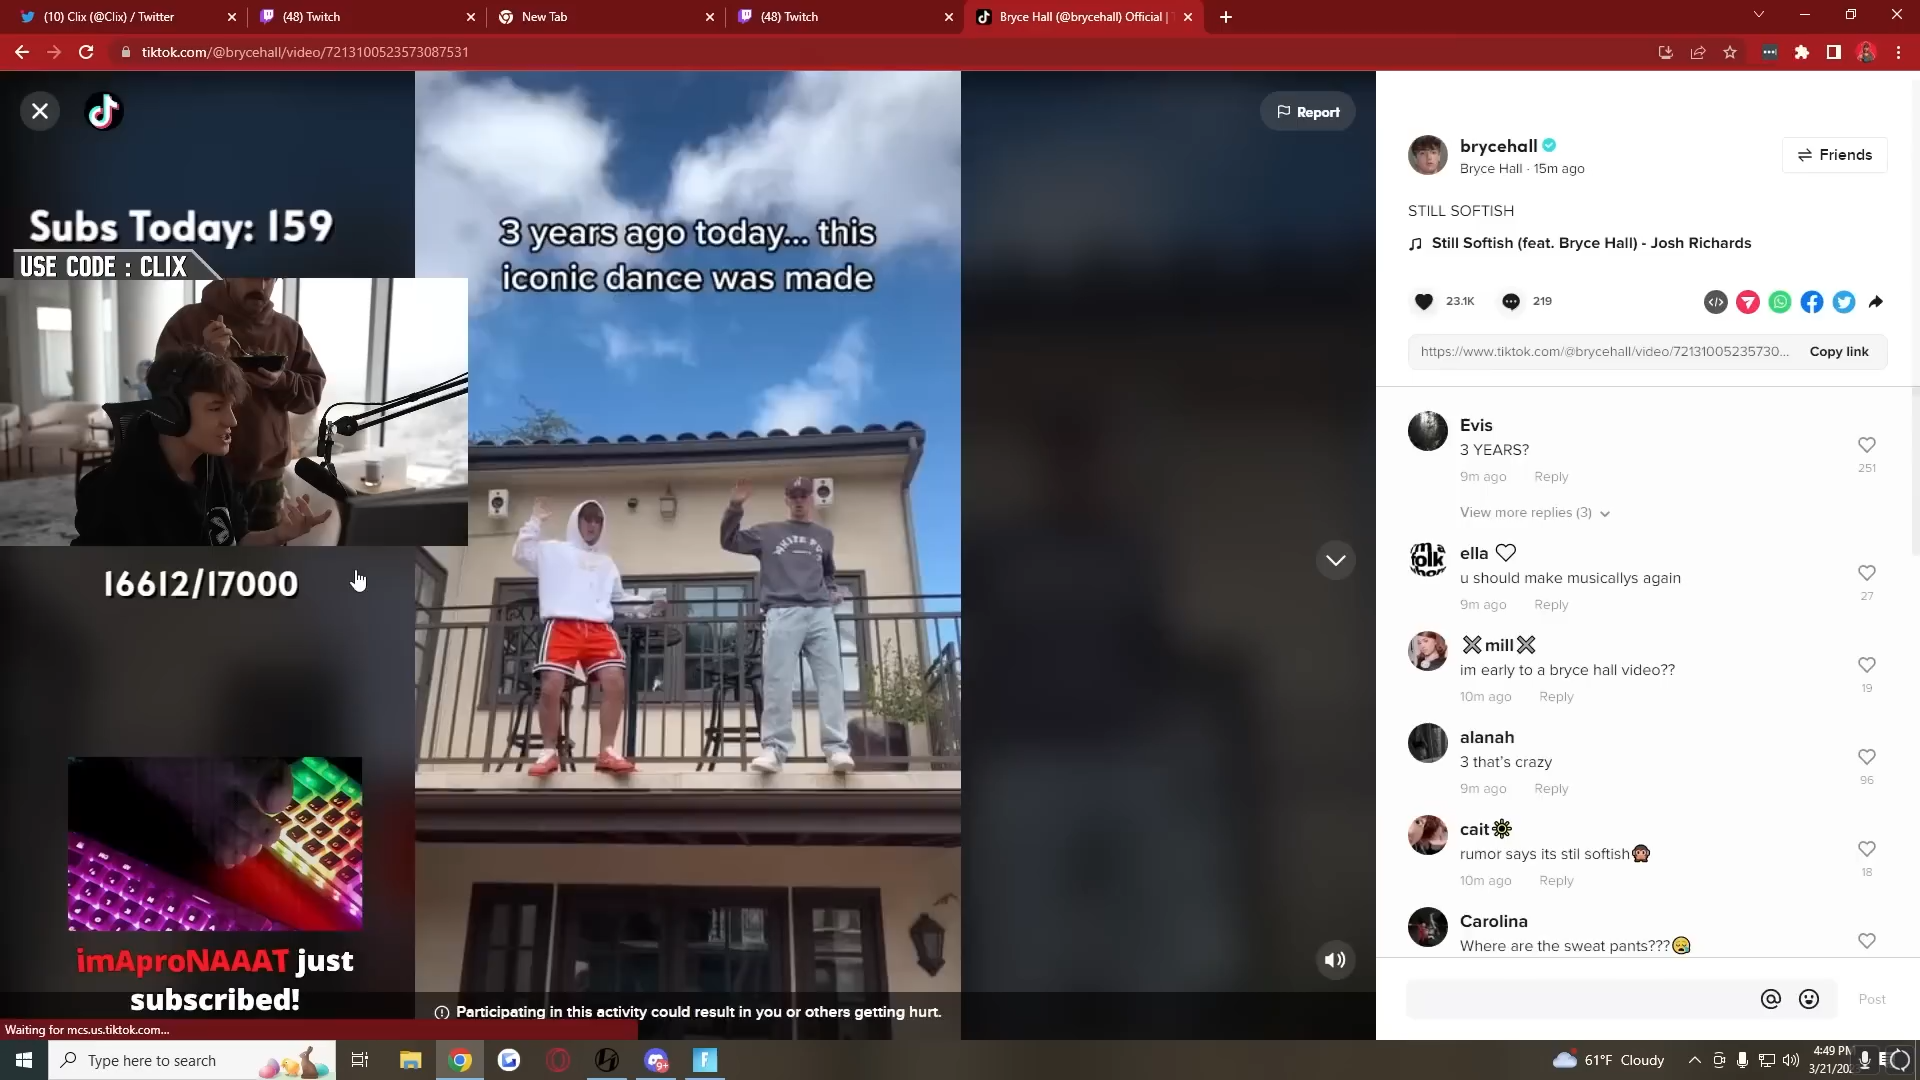 (10) Clix (@Clix) / Twitter
(48) Twitch
New Tab
(48) Twitch
Bryce Hall (@brycehall) Official |
tiktok.com/@brycehall/video/7213100523573087531
Report
Subs Today: 159
USE CODE : CLIX
3 years ago today... this
iconic dance was made
WHITE
16612/17000
imAproNAAAT just
subscribed!
Participating in this activity could result in you or others getting hurt.
Waiting for mcs.us.tiktok.com...
brycehall
Bryce Hall · 15m ago
Friends
STILL SOFTISH
Still Softish (feat. Bryce Hall) - Josh Richards
23.1K
219
https://www.tiktok.com/@brycehall/video/72131005235730...
Copy link
Evis
3 YEARS?
9m ago Reply
251
View more replies (3)
ella
u should make musicallys again
9m ago Reply
27
mill
im early to a bryce hall video??
10m ago Reply
19
alanah
3 that's crazy
9m ago Reply
96
cait
rumor says its stil softish
10m ago Reply
18
Carolina
Where are the sweat pants???
Post
Type here to search
9+
61°F Cloudy
4:49 PM